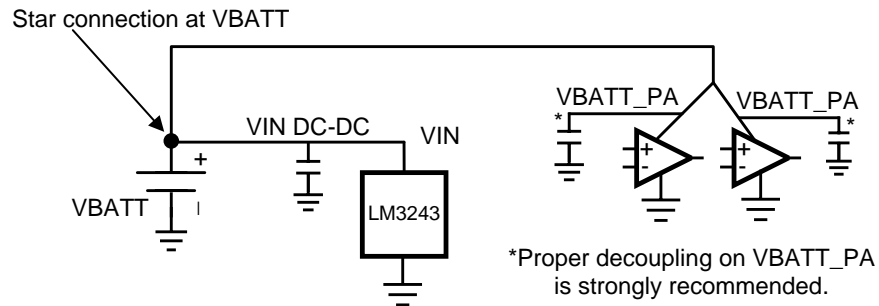 Star connection at VBATT
VBATT_PA
VBATT_PA
*
*
VIN DC-DC
VIN
+
+
-
+
-
VBATT
LM3243
*Proper decoupling on VBATT_PA
is strongly recommended.